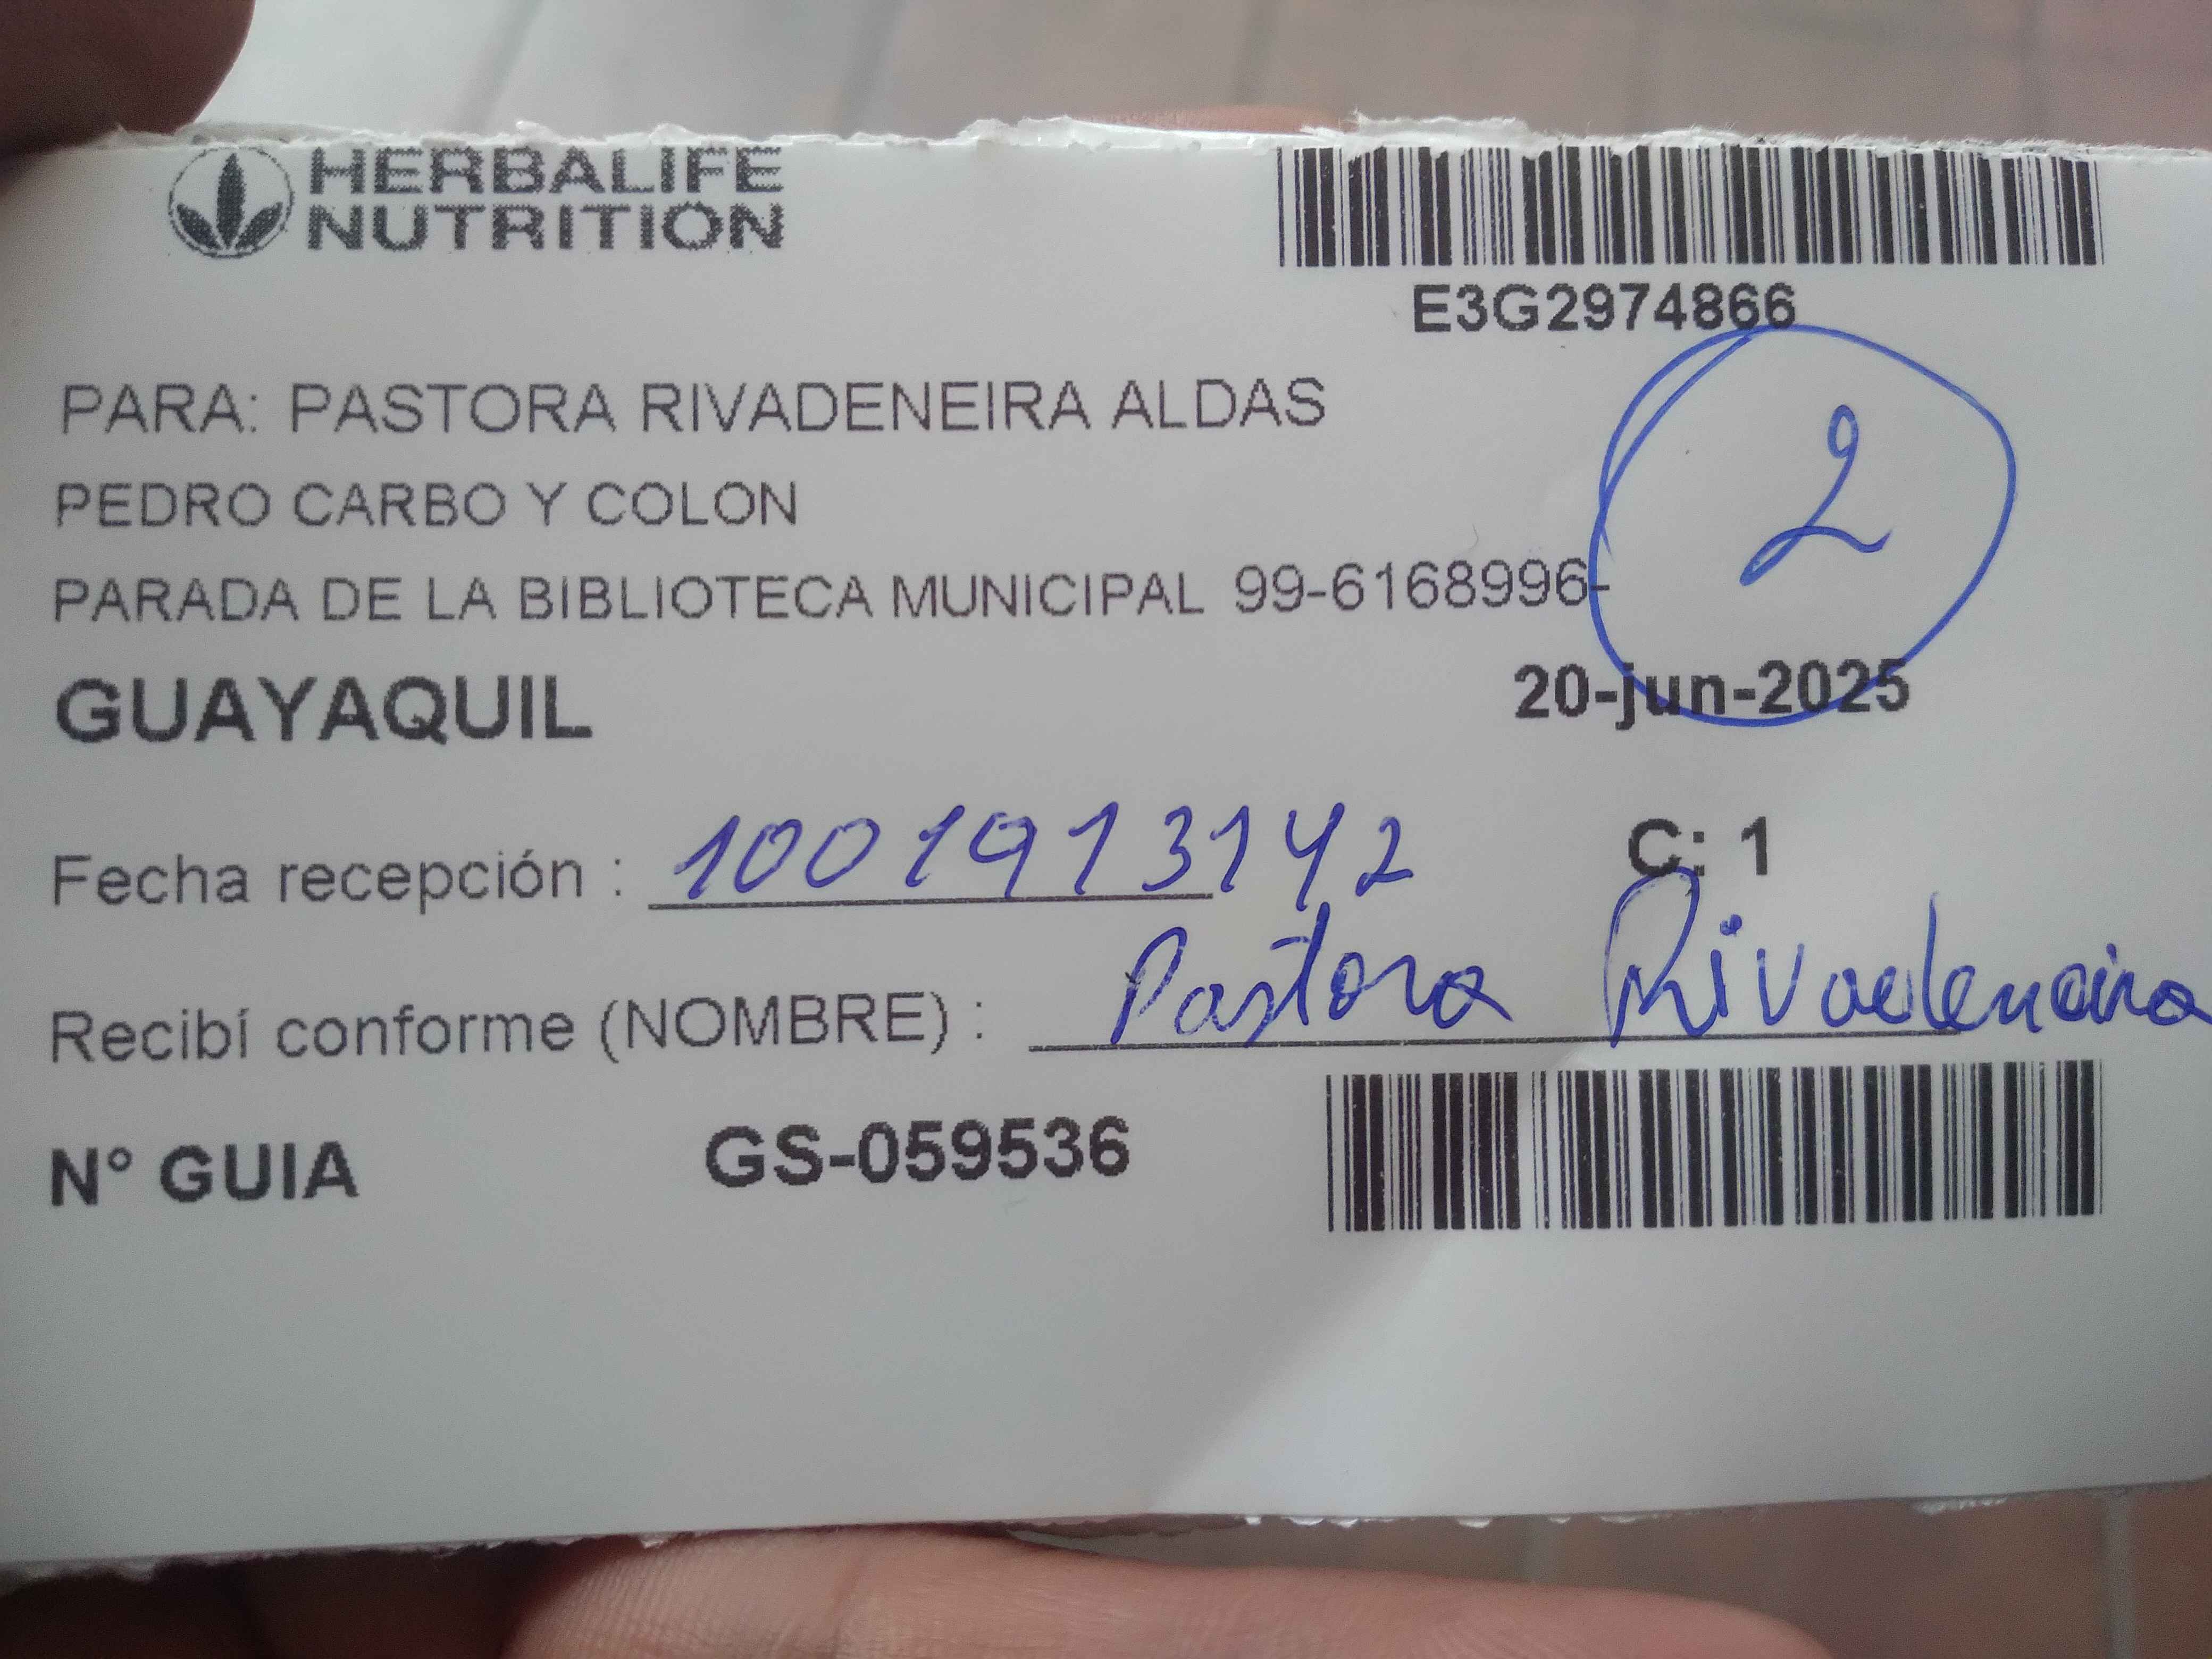 HERBALIFE
NUTRITION
E3G2974866
PARA: PASTORA RIVADENEIRA ALDAS
2
PEDRO CARBO Y COLON
PARADA DE LA BIBLIOTECA MUNICIPAL 99-6168996-
GUAYAQUIL 20-jun-2025
Fecha recepción : 1001913142 C: 1
Recibí conforme (NOMBRE) : Pastora Rivadeneira
N° GUIA GS-059536